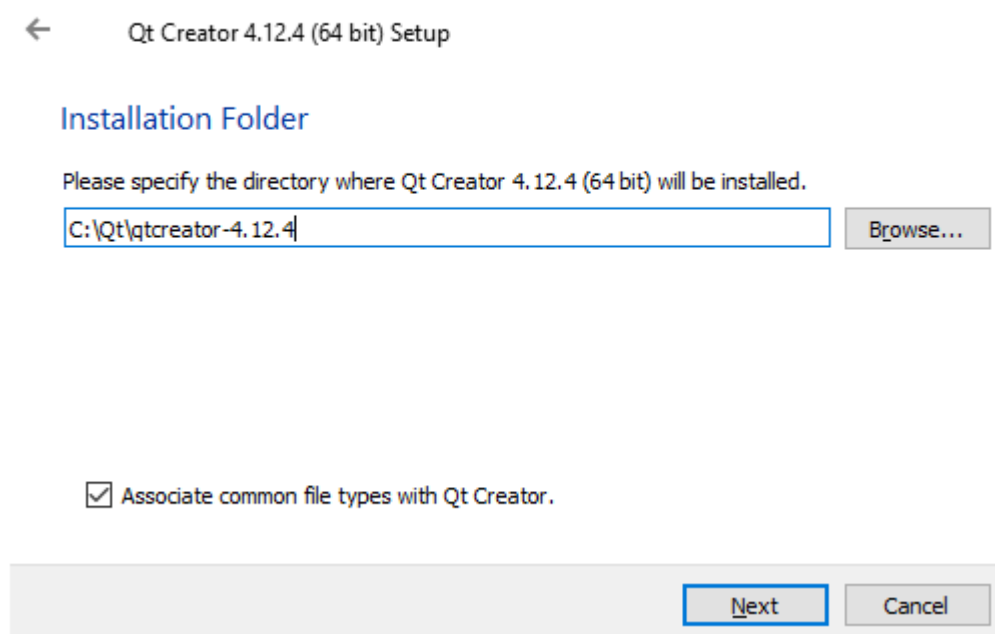 Qt Creator 4.12.4 (64 bit) Setup
Installation Folder
Please specify the directory where Qt Creator 4.12.4 (64 bit) will be installed.
C:\Qt\qtcreator-4.12.4
Browse...
Associate common file types with Qt Creator.
Next
Cancel